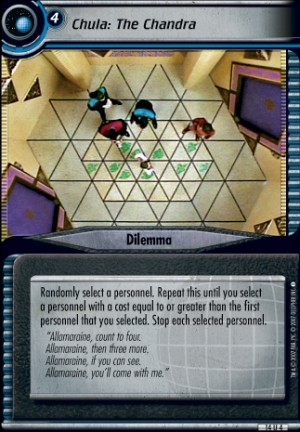 4 Chula: The Chandra
Dilemma
Randomly select a personnel. Repeat this until you select
a personnel with a cost equal to or greater than the first
personnel that you selected. Stop each selected personnel.
"Allamaraine, count to four.
Allamaraine, then three more.
Allamaraine, if you can see.
Allamaraine, you'll come with me."